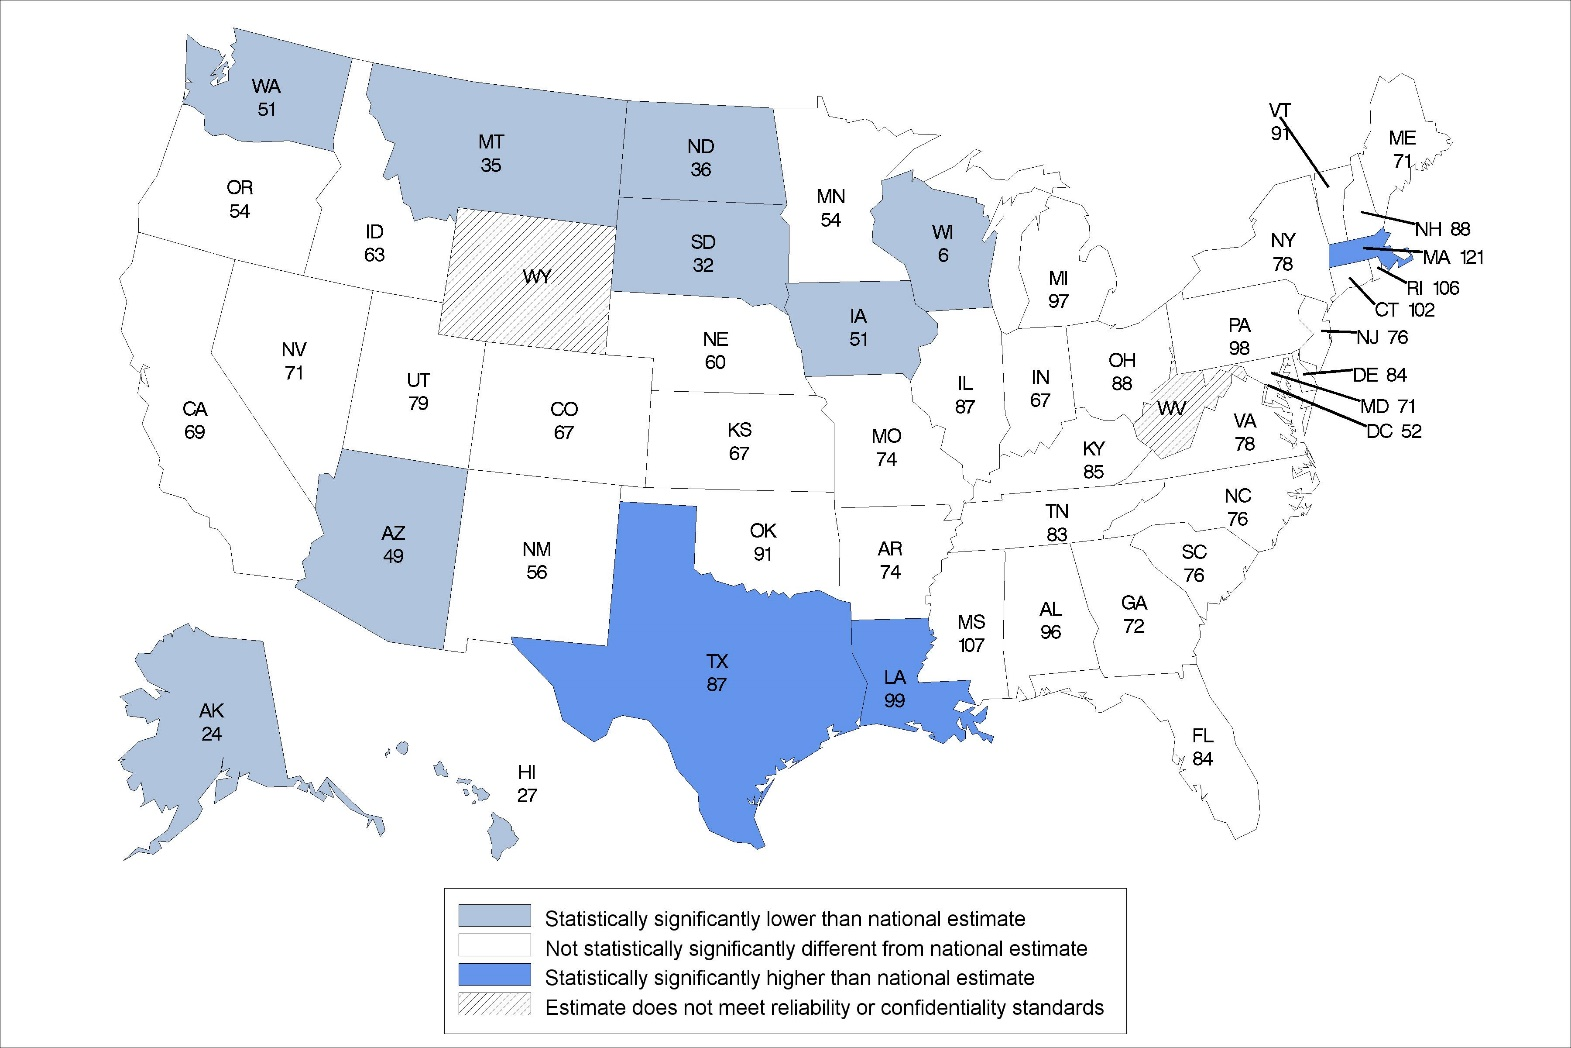 WA
51
MT
35
ND
36
VT
91
ME
71
OR
54
ID
63
MN
54
SD
32
WI
6
NY
78
NH 88
MA 121
RI 106
CT 102
WY
MI
97
NJ 76
NV
71
UT
79
CO
67
NE
60
IA
51
PA
98
DE 84
MD 71
DC 52
CA
69
KS
67
MO
74
IL
87
IN
67
OH
88
WV
VA
78
KY
85
AZ
49
NM
56
OK
91
AR
74
TN
83
NC
76
SC
76
MS
107
AL
96
GA
72
TX
87
LA
99
FL
84
AK
24
HI
27
Statistically significantly lower than national estimate
Not statistically significantly different from national estimate
Statistically significantly higher than national estimate
Estimate does not meet reliability or confidentiality standards